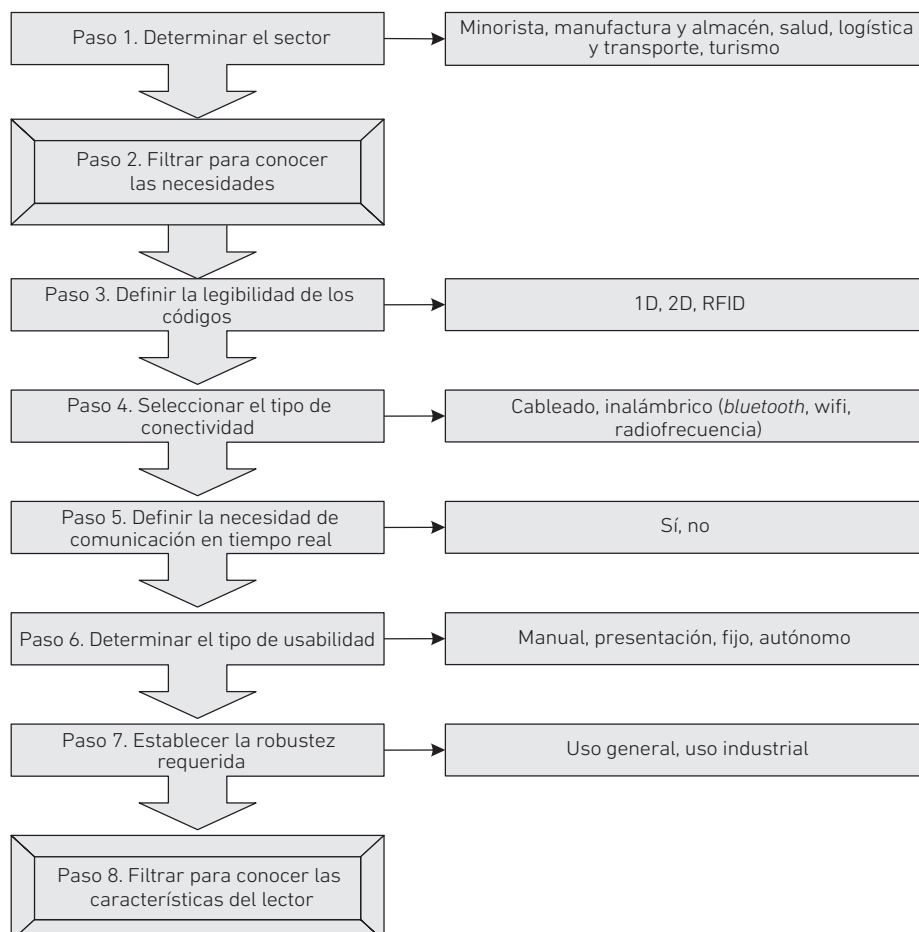 Paso 1. Determinar el sector
Minorista, manufactura y almacén, salud, logística
y transporte, turismo
Paso 2. Filtrar para conocer
las necesidades
Paso 3. Definir la legibilidad de los
códigos
1D, 2D, RFID
Paso 4. Seleccionar el tipo de
conectividad
Cableado, inalámbrico (bluetooth, wifi,
radiofrecuencia)
Paso 5. Definir la necesidad de
comunicación en tiempo real
Sí, no
Paso 6. Determinar el tipo de usabilidad
Manual, presentación, fijo, autónomo
Paso 7. Establecer la robustez
requerida
Uso general, uso industrial
Paso 8. Filtrar para conocer las
características del lector